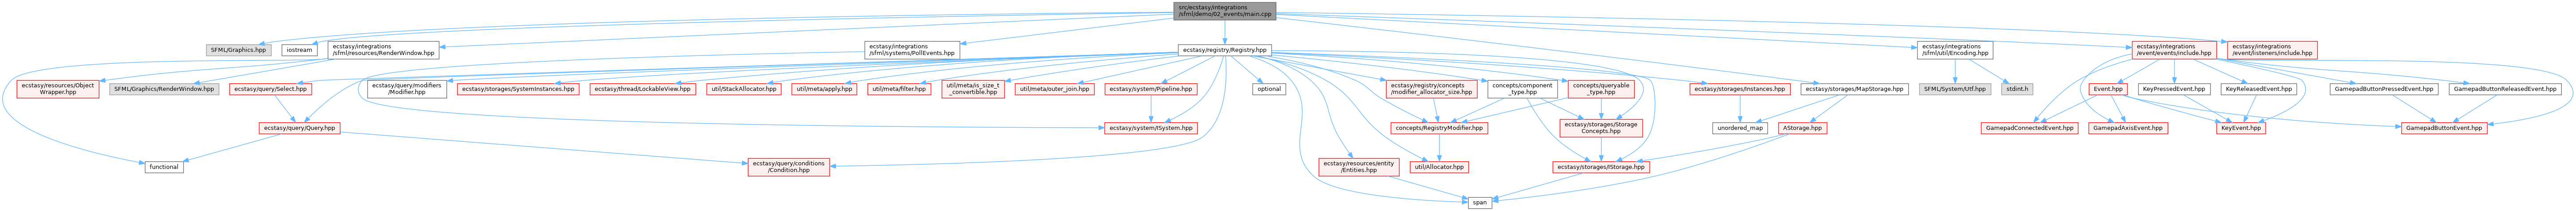 src/ecstasy/integrations
/sfml/demo/02_events/main.cpp
SFML/Graphics.hpp
iostream
ecstasy/integrations
/sfml/resources/RenderWindow.hpp
ecstasy/integrations
/sfml/systems/PollEvents.hpp
ecstasy/registry/Registry.hpp
ecstasy/integrations
/sfml/util/Encoding.hpp
ecstasy/integrations
/event/events/include.hpp
ecstasy/integrations
/event/listeners/include.hpp
ecstasy/resources/Object
Wrapper.hpp
SFML/Graphics/RenderWindow.hpp
ecstasy/query/Select.hpp
ecstasy/query/modifiers
/Modifier.hpp
ecstasy/storages/SystemInstances.hpp
ecstasy/thread/LockableView.hpp
util/StackAllocator.hpp
util/meta/apply.hpp
util/meta/filter.hpp
util/meta/is_size_t
_convertible.hpp
util/meta/outer_join.hpp
ecstasy/system/Pipeline.hpp
optional
ecstasy/registry/concepts
/modifier_allocator_size.hpp
concepts/component
_type.hpp
concepts/queryable
_type.hpp
ecstasy/storages/Instances.hpp
ecstasy/storages/MapStorage.hpp
SFML/System/Utf.hpp
stdint.h
Event.hpp
KeyPressedEvent.hpp
KeyReleasedEvent.hpp
GamepadButtonPressedEvent.hpp
GamepadButtonReleasedEvent.hpp
ecstasy/query/Query.hpp
ecstasy/system/ISystem.hpp
concepts/RegistryModifier.hpp
ecstasy/storages/Storage
Concepts.hpp
unordered_map
AStorage.hpp
GamepadConnectedEvent.hpp
GamepadAxisEvent.hpp
KeyEvent.hpp
GamepadButtonEvent.hpp
functional
ecstasy/query/conditions
/Condition.hpp
ecstasy/resources/entity
/Entities.hpp
util/Allocator.hpp
ecstasy/storages/IStorage.hpp
span